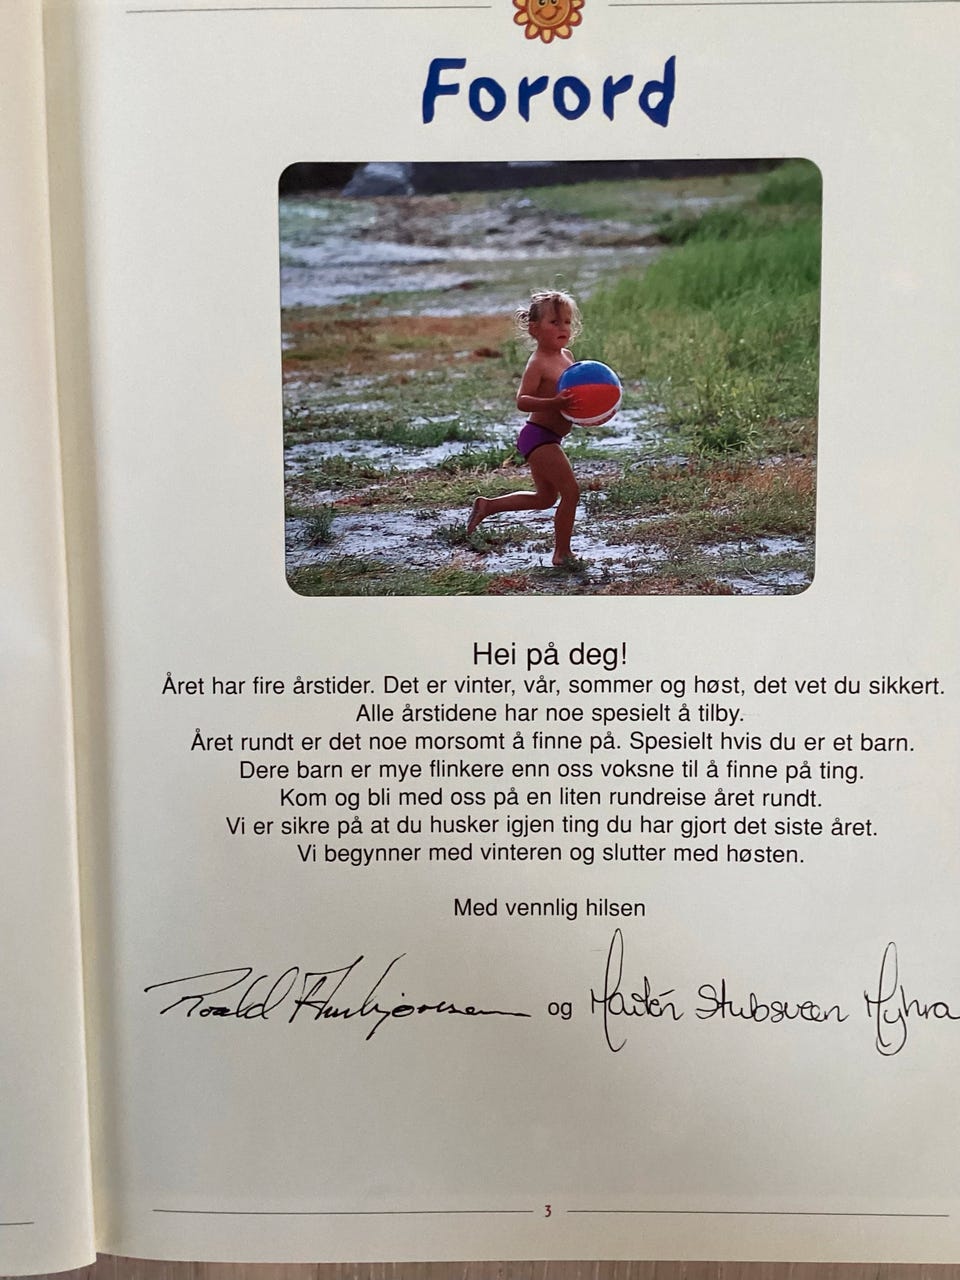 Forord
Hei på deg!
Året har fire årstider. Det er vinter, vår, sommer og høst, det vet du sikkert.
Alle årstidene har noe spesielt å tilby.
Året rundt er det noe morsomt å finne på. Spesielt hvis du er et barn.
Dere barn er mye flinkere enn oss voksne til å finne på ting.
Kom og bli med oss på en liten rundreise året rundt.
Vi er sikre på at du husker igjen ting du har gjort det siste året.
Vi begynner med vinteren og slutter med høsten.
Med vennlig hilsen
Roald og Stubsveen Myhra
3